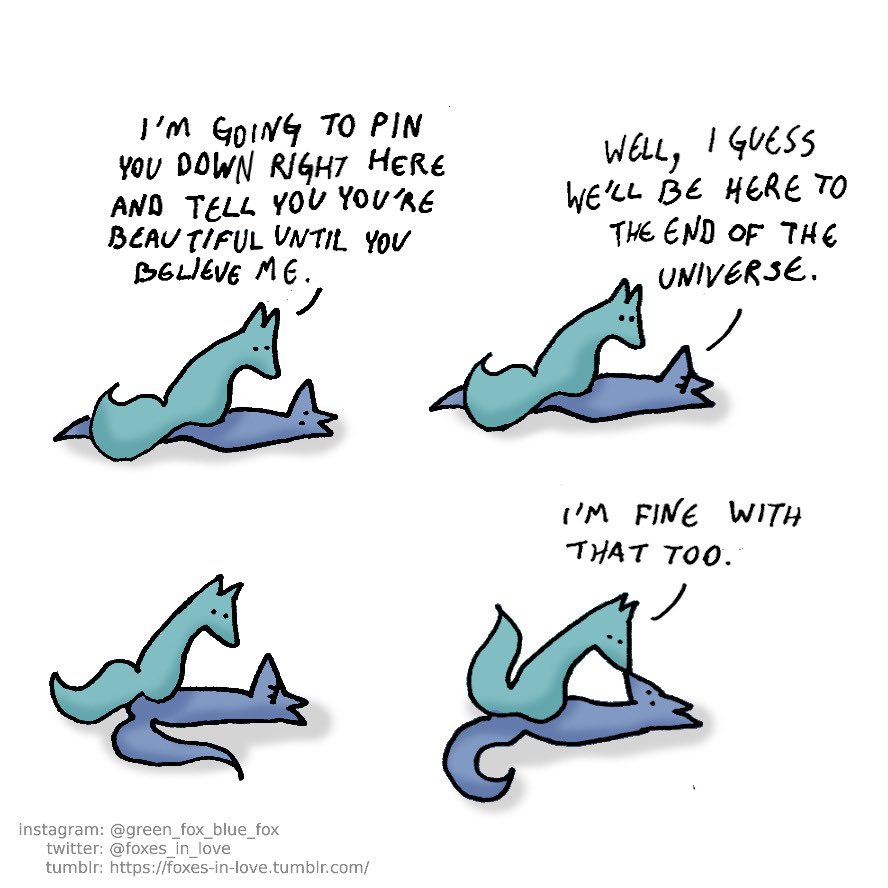 I'M GOING TO PIN
YOU DOWN RIGHT HERE
AND TELL YOU YOU'RE
BEAUTIFUL UNTIL YOU
BELIEVE ME.
WELL, I GUESS
WE'LL BE HERE TO
THE END OF THE
UNIVERSE.
I'M FINE WITH
THAT TOO.
instagram: @green_fox_blue_fox
twitter: @foxes_in_love
tumblr: https://foxes-in-love.tumblr.com/